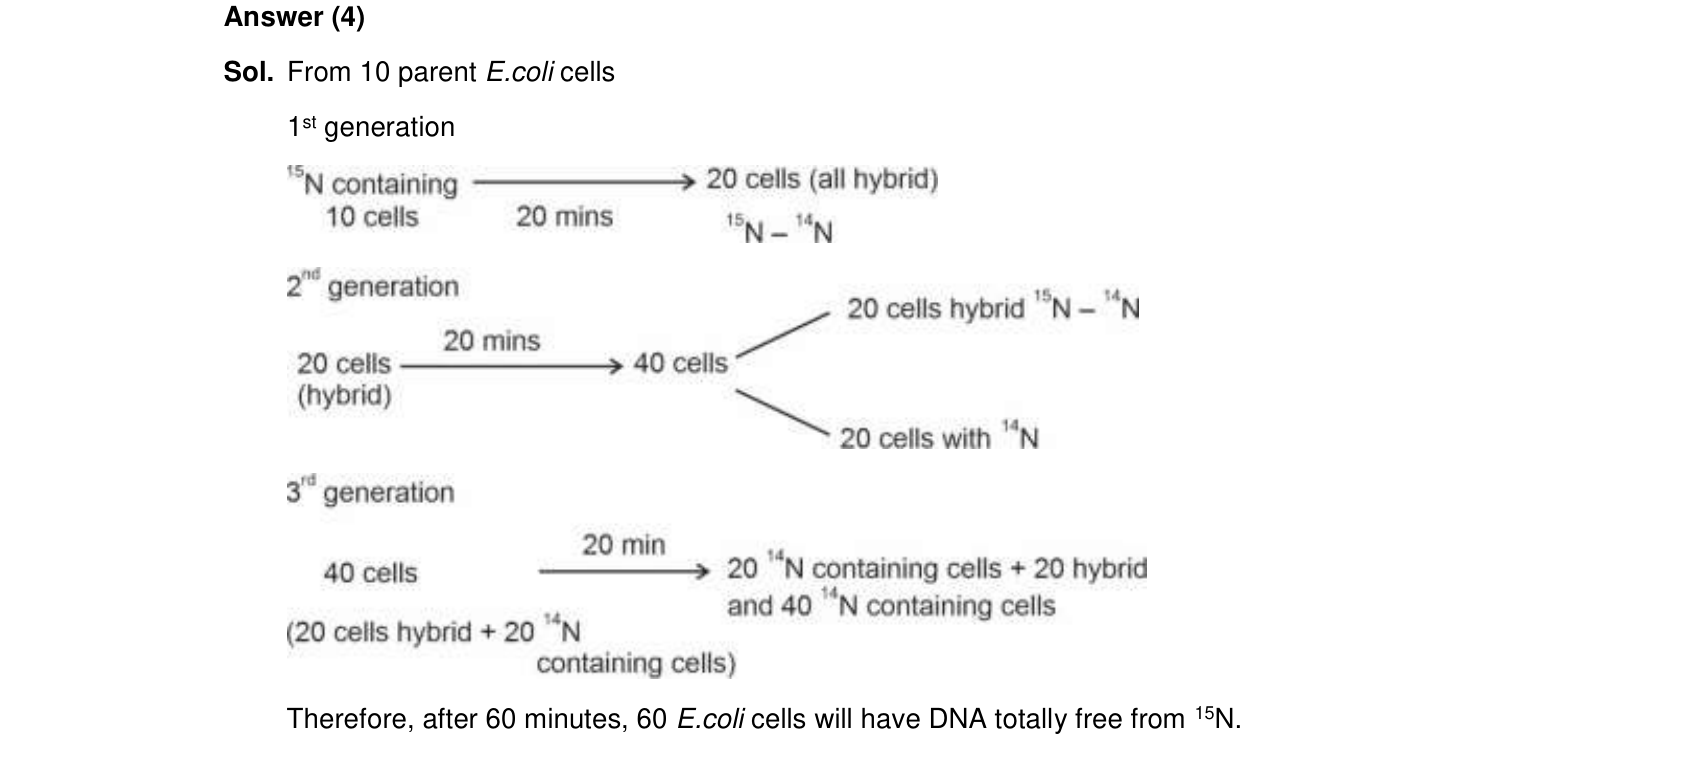 Answer (4)
Sol. From 10 parent E.coli cells
1st generation
15N containing 20 cells (all hybrid)
10 cells 20 mins 15N – 14N
2nd generation
20 cells hybrid 15N – 14N
20 mins
20 cells 40 cells
(hybrid)
20 cells with 14N
3rd generation
20 min
40 cells 20 14N containing cells + 20 hybrid
and 40 14N containing cells
(20 cells hybrid + 20 14N
containing cells)
Therefore, after 60 minutes, 60 E.coli cells will have DNA totally free from 15N.